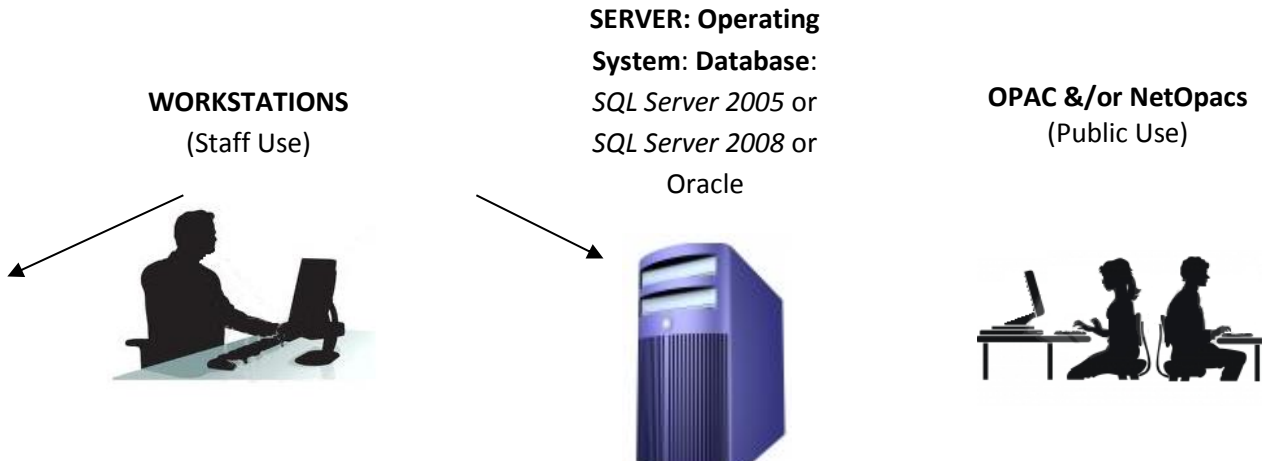 WORKSTATIONS
(Staff Use)
SERVER: Operating
System: Database:
SQL Server 2005 or
SQL Server 2008 or
Oracle
OPAC &/or NetOpacs
(Public Use)